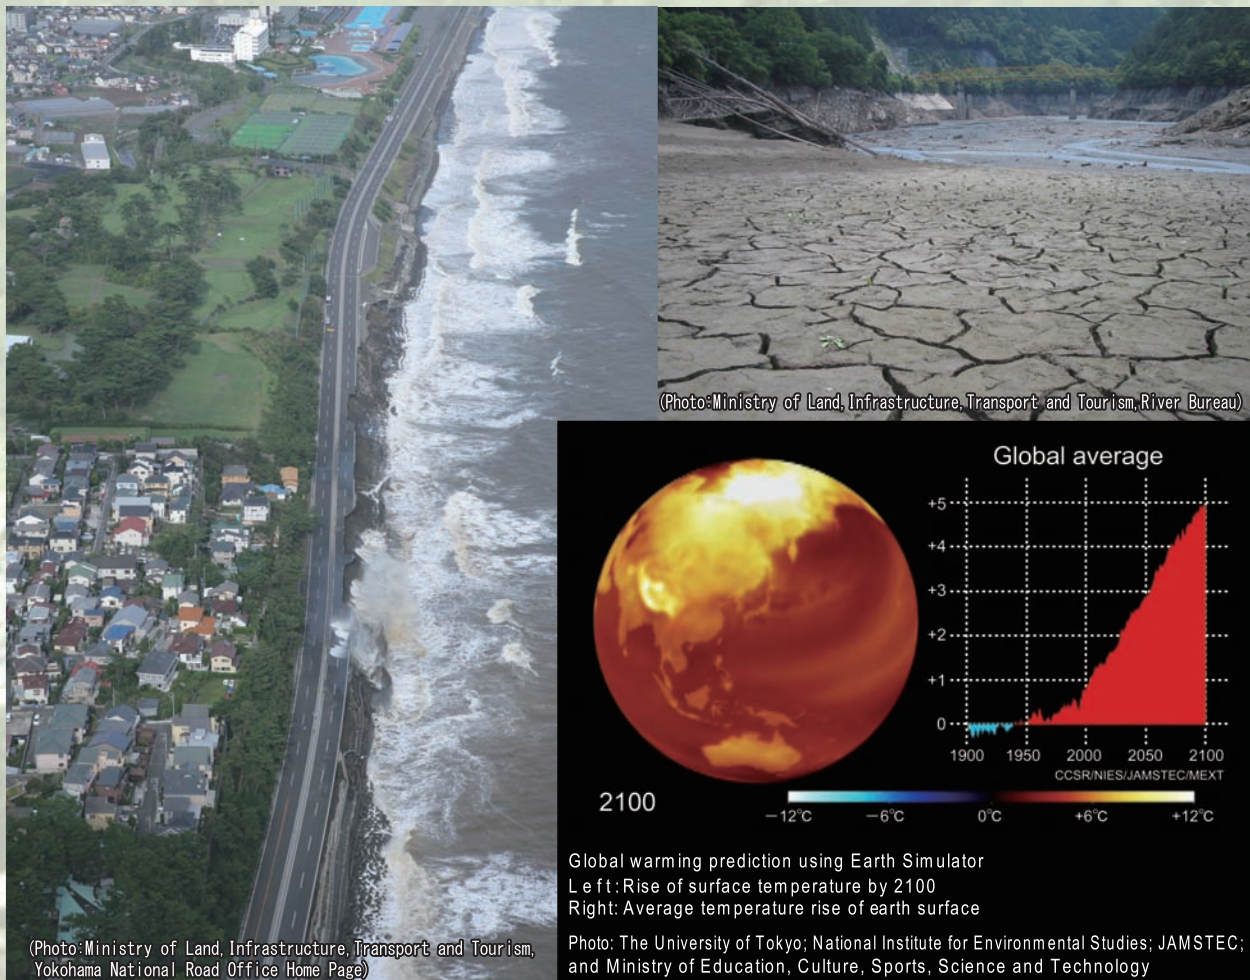 (Photo:Ministry of Land,Infrastructure,Transport and Tourism,River Bureau)
Global average
+5
+4
+3
+2
+1
0
1900 1950 2000 2050 2100
CCSR/NIES/JAMSTEC/MEXT
2100
−12℃ −6℃ 0℃ +6℃ +12℃
Global warming prediction using Earth Simulator
Left:Rise of surface temperature by 2100
Right: Average temperature rise of earth surface
Photo: The University of Tokyo; National Institute for Environmental Studies; JAMSTEC;
and Ministry of Education, Culture, Sports, Science and Technology
(Photo:Ministry of Land,Infrastructure,Transport and Tourism,
Yokohama National Road Office Home Page)